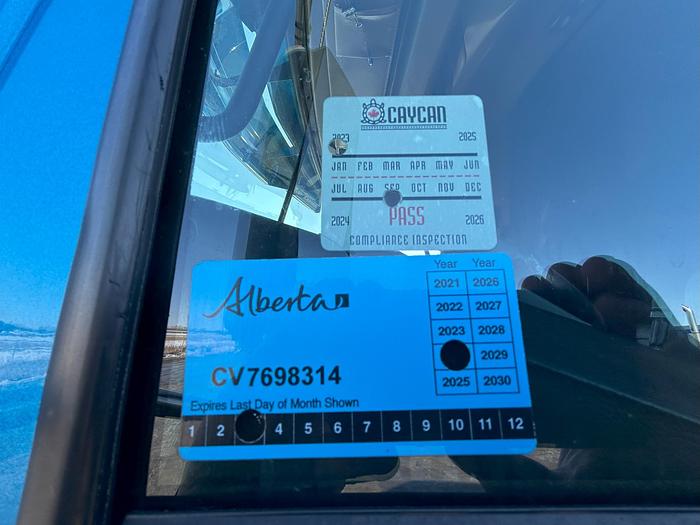 CAYCAN
2023 2025
JAN FEB MAR APR MAY JUN
JUL AUG SEP OCT NOV DEC
2024 PASS 2026
COMPLIANCE INSPECTION
Alberta
Year Year
2021 2026
2022 2027
2023 2028
2029
2025 2030
CV7698314
Expires Last Day of Month Shown
1 2 4 5 6 7 8 9 10 11 12